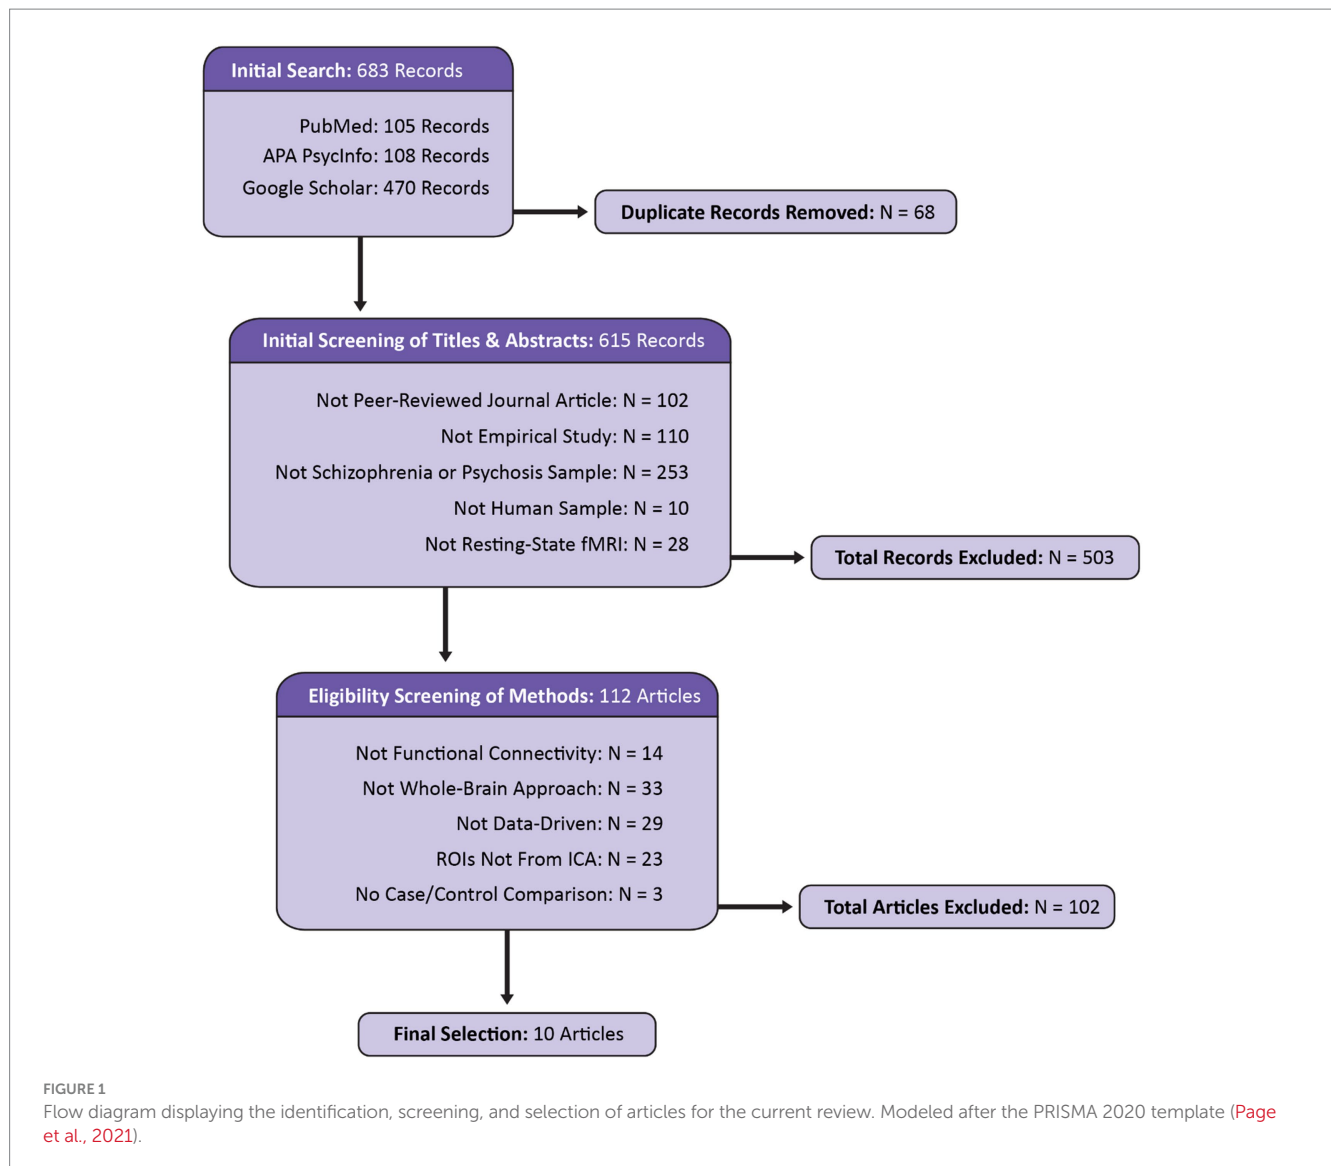 Initial Search: 683 Records
PubMed: 105 Records
APA PsycInfo: 108 Records
Google Scholar: 470 Records
Duplicate Records Removed: N = 68
Initial Screening of Titles & Abstracts: 615 Records
Not Peer-Reviewed Journal Article: N = 102
Not Empirical Study: N = 110
Not Schizophrenia or Psychosis Sample: N = 253
Not Human Sample: N = 10
Not Resting-State fMRI: N = 28
Total Records Excluded: N = 503
Eligibility Screening of Methods: 112 Articles
Not Functional Connectivity: N = 14
Not Whole-Brain Approach: N = 33
Not Data-Driven: N = 29
ROIs Not From ICA: N = 23
No Case/Control Comparison: N = 3
Total Articles Excluded: N = 102
Final Selection: 10 Articles
FIGURE 1
Flow diagram displaying the identification, screening, and selection of articles for the current review. Modeled after the PRISMA 2020 template (Page
et al., 2021).